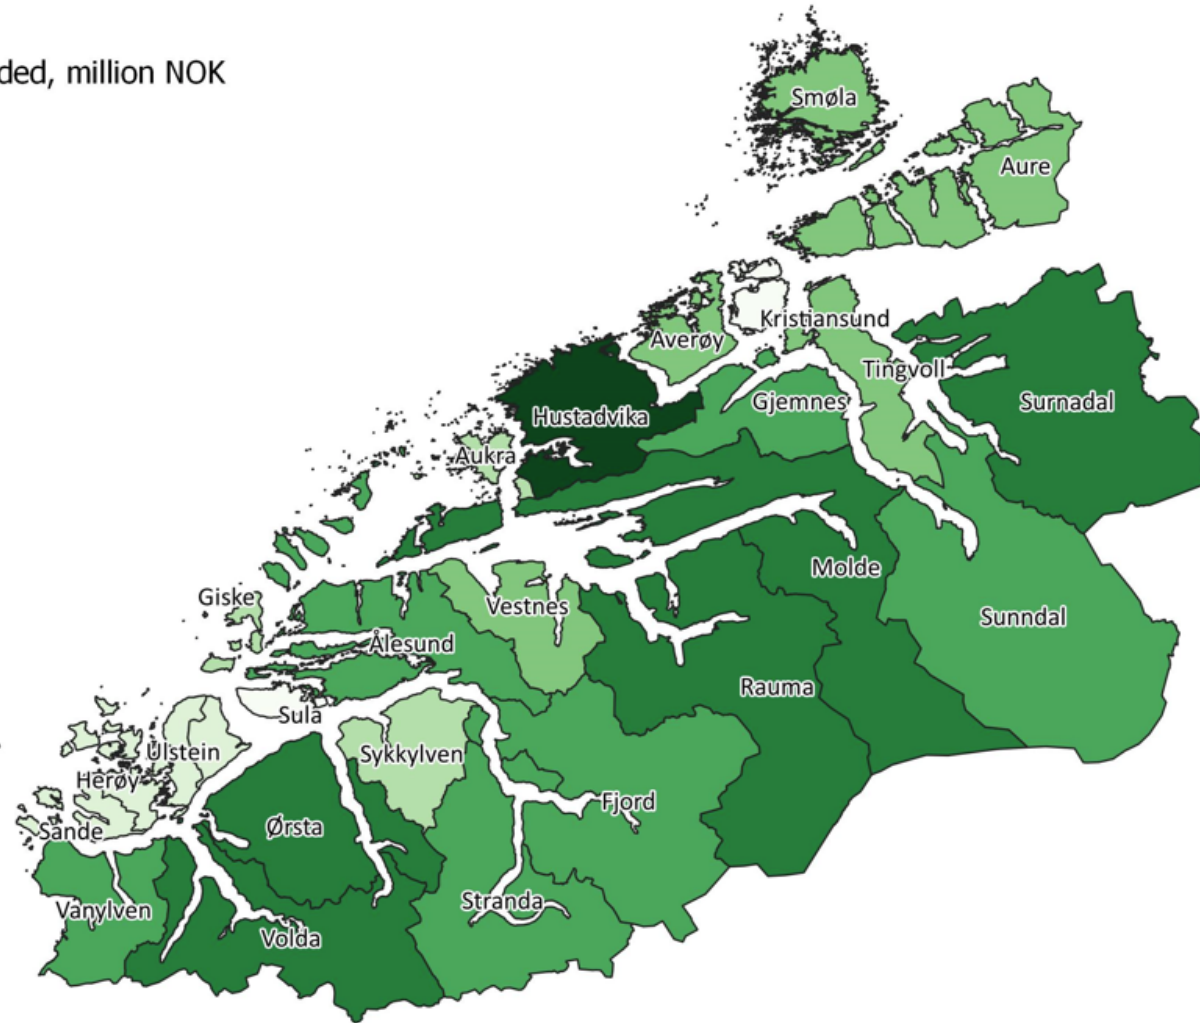 ded, million NOK
Smøla
Aure
Kristiansund
Averøy
Tingvoll
Gjemnes
Surnadal
Hustadvika
Aukra
Molde
Giske
Vestnes
Sunndal
Ålesund
Rauma
Sula
Ulstein
Sykkylven
Herøy
Fjord
Sande
Ørsta
Stranda
Vanylven
Volda